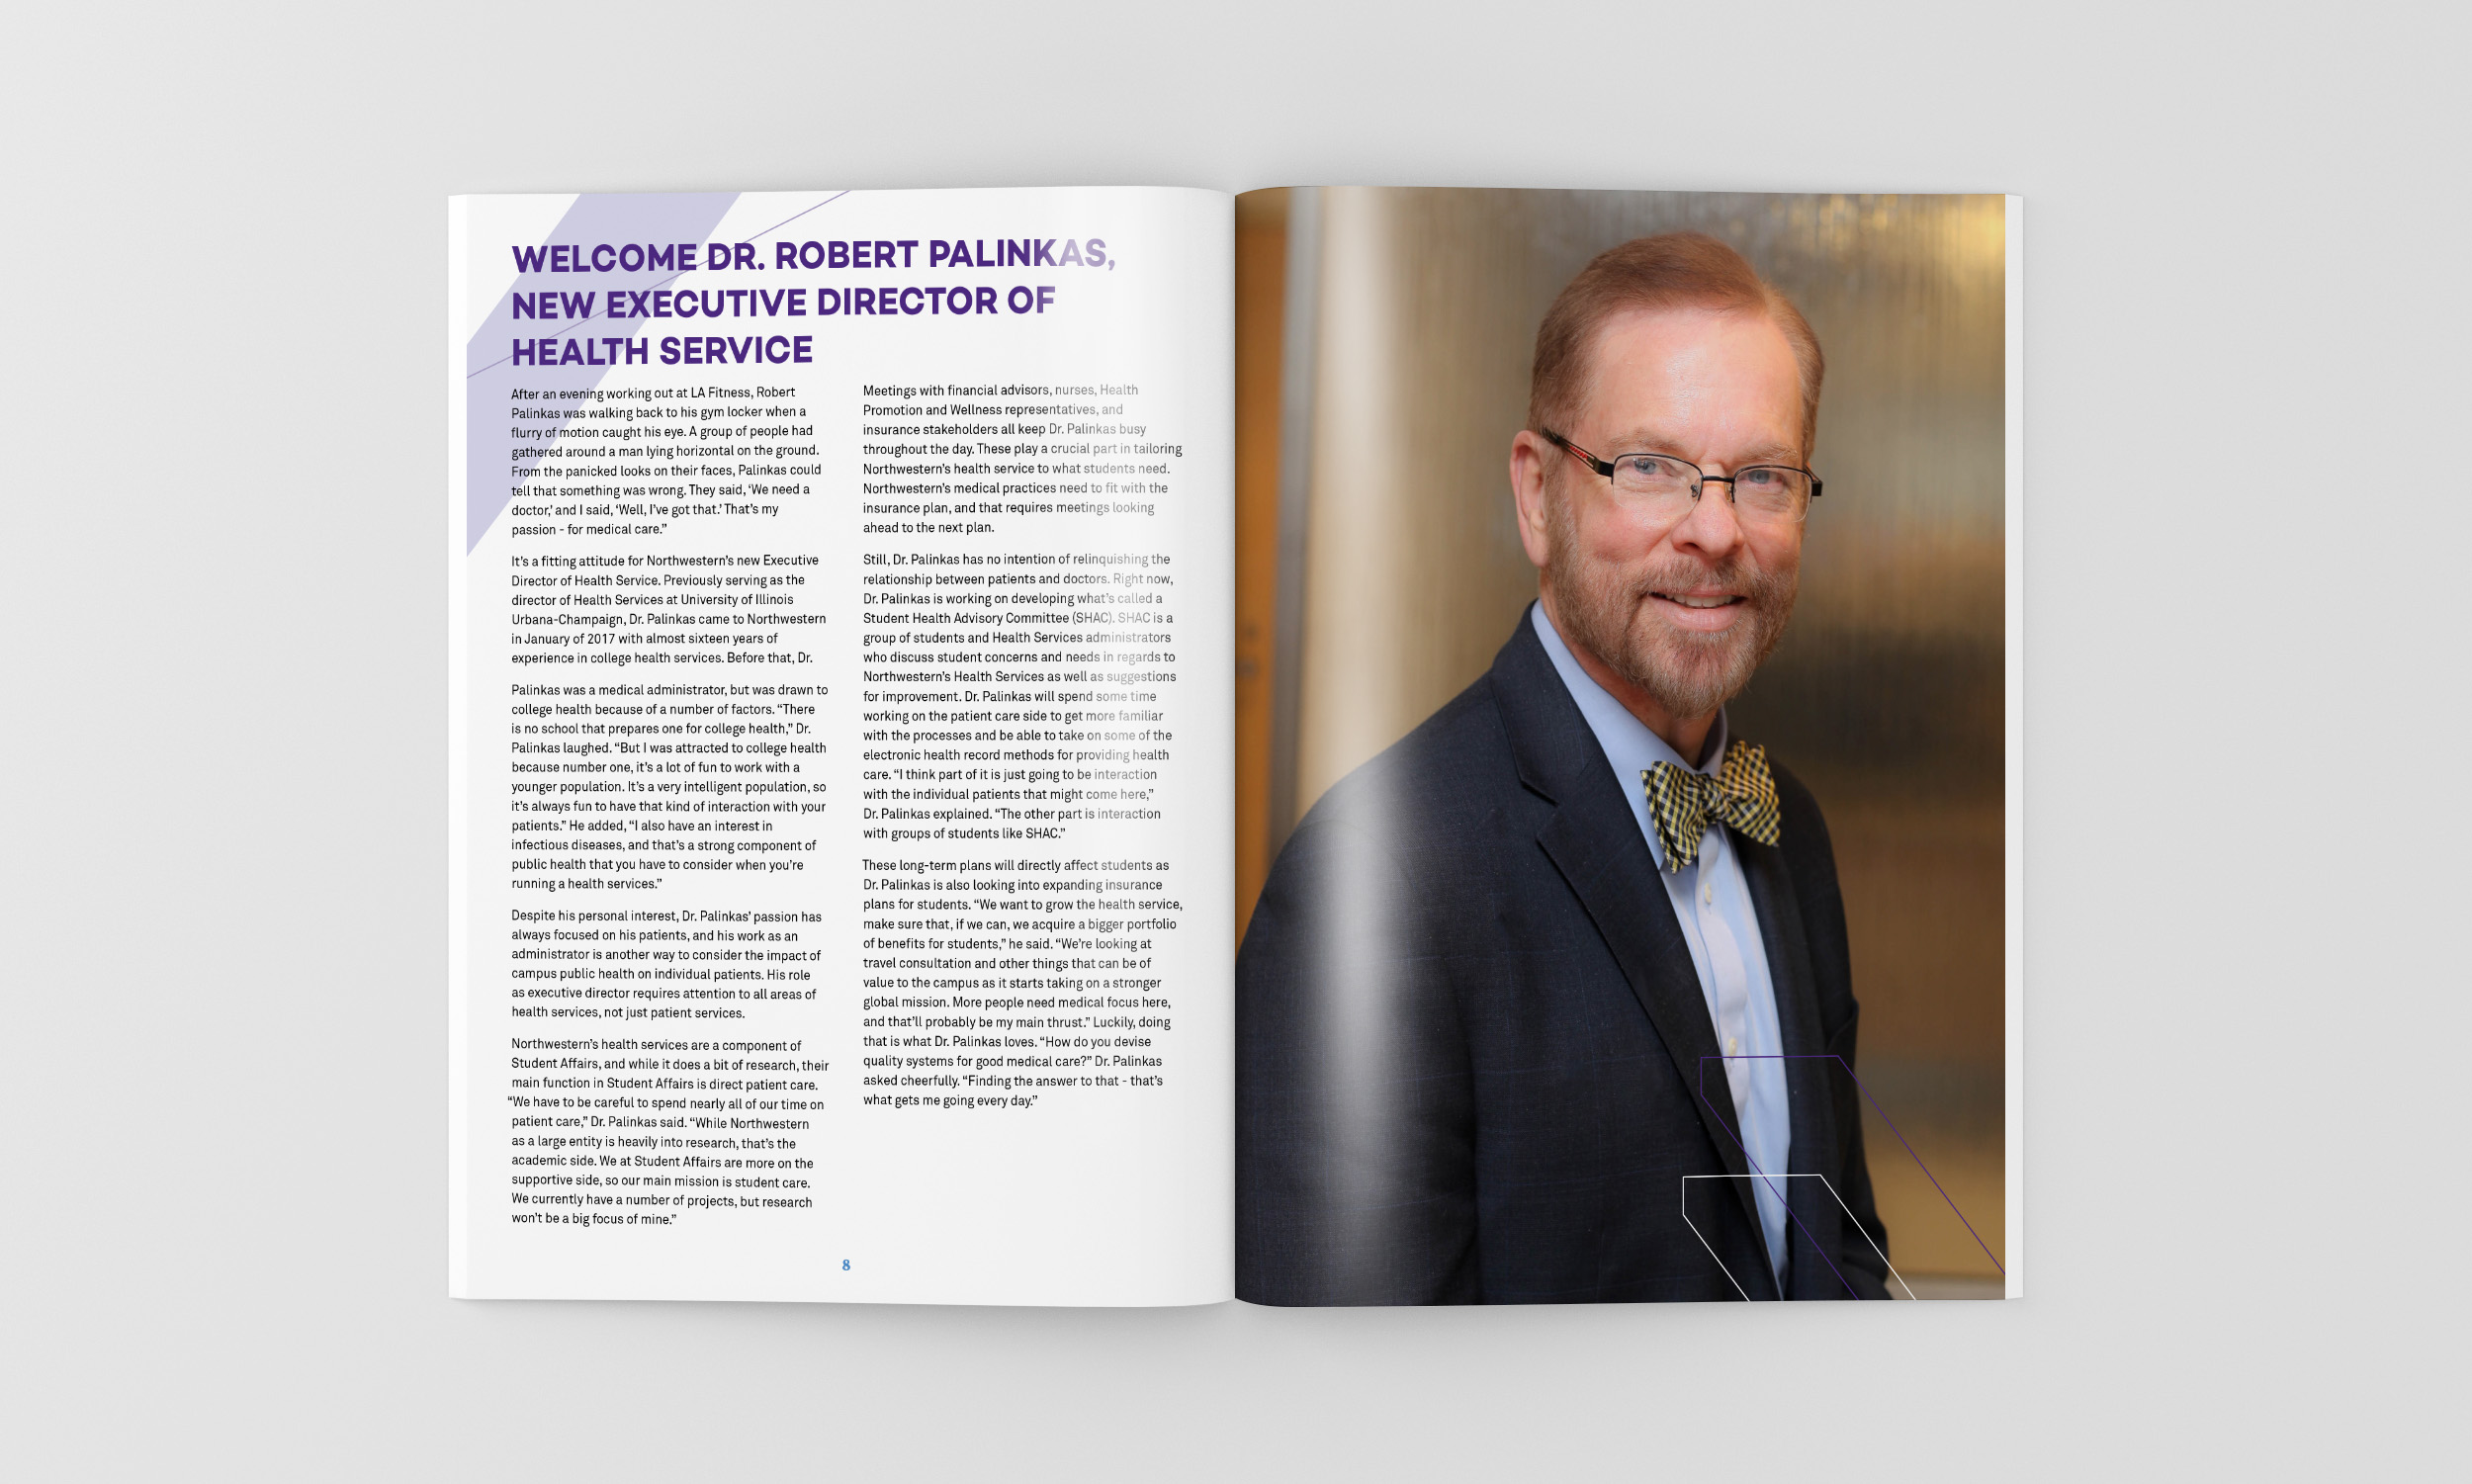 WELCOME DR. ROBERT PALINKAS,
NEW EXECUTIVE DIRECTOR OF
HEALTH SERVICE
After an evening working out at LA Fitness, Robert
Palinkas was walking back to his gym locker when a
flurry of motion caught his eye. A group of people had
gathered around a man lying horizontal on the ground.
From the panicked looks on their faces, Palinkas could
tell that something was wrong. They said, ‘We need a
doctor,’ and I said, ‘Well, I’ve got that.’ That’s my
passion - for medical care.”
It’s a fitting attitude for Northwestern’s new Executive
Director of Health Service. Previously serving as the
director of Health Services at University of Illinois
Urbana-Champaign, Dr. Palinkas came to Northwestern
in January of 2017 with almost sixteen years of
experience in college health services. Before that, Dr.
Palinkas was a medical administrator, but was drawn to
college health because of a number of factors. “There
is no school that prepares one for college health,” Dr.
Palinkas laughed. “But I was attracted to college health
because number one, it’s a lot of fun to work with a
younger population. It’s a very intelligent population, so
it’s always fun to have that kind of interaction with your
patients.” He added, “I also have an interest in
infectious diseases, and that’s a strong component of
public health that you have to consider when you’re
running a health services.”
Despite his personal interest, Dr. Palinkas’ passion has
always focused on his patients, and his work as an
administrator is another way to consider the impact of
campus public health on individual patients. His role
as executive director requires attention to all areas of
health services, not just patient services.
Northwestern’s health services are a component of
Student Affairs, and while it does a bit of research, their
main function in Student Affairs is direct patient care.
“We have to be careful to spend nearly all of our time on
patient care,” Dr. Palinkas said. “While Northwestern
as a large entity is heavily into research, that’s the
academic side. We at Student Affairs are more on the
supportive side, so our main mission is student care.
We currently have a number of projects, but research
won’t be a big focus of mine.”
Meetings with financial advisors, nurses, Health
Promotion and Wellness representatives, and
insurance stakeholders all keep Dr. Palinkas busy
throughout the day. These play a crucial part in tailoring
Northwestern’s health service to what students need.
Northwestern’s medical practices need to fit with the
insurance plan, and that requires meetings looking
ahead to the next plan.
Still, Dr. Palinkas has no intention of relinquishing the
relationship between patients and doctors. Right now,
Dr. Palinkas is working on developing what’s called a
Student Health Advisory Committee (SHAC). SHAC is a
group of students and Health Services administrators
who discuss student concerns and needs in regards to
Northwestern’s Health Services as well as suggestions
for improvement. Dr. Palinkas will spend some time
working on the patient care side to get more familiar
with the processes and be able to take on some of the
electronic health record methods for providing health
care. “I think part of it is just going to be interaction
with the individual patients that might come here,”
Dr. Palinkas explained. “The other part is interaction
with groups of students like SHAC.”
These long-term plans will directly affect students as
Dr. Palinkas is also looking into expanding insurance
plans for students. “We want to grow the health service,
make sure that, if we can, we acquire a bigger portfolio
of benefits for students,” he said. “We’re looking at
travel consultation and other things that can be of
value to the campus as it starts taking on a stronger
global mission. More people need medical focus here,
and that’ll probably be my main thrust.” Luckily, doing
that is what Dr. Palinkas loves. “How do you devise
quality systems for good medical care?” Dr. Palinkas
asked cheerfully. “Finding the answer to that - that’s
what gets me going every day.”
8